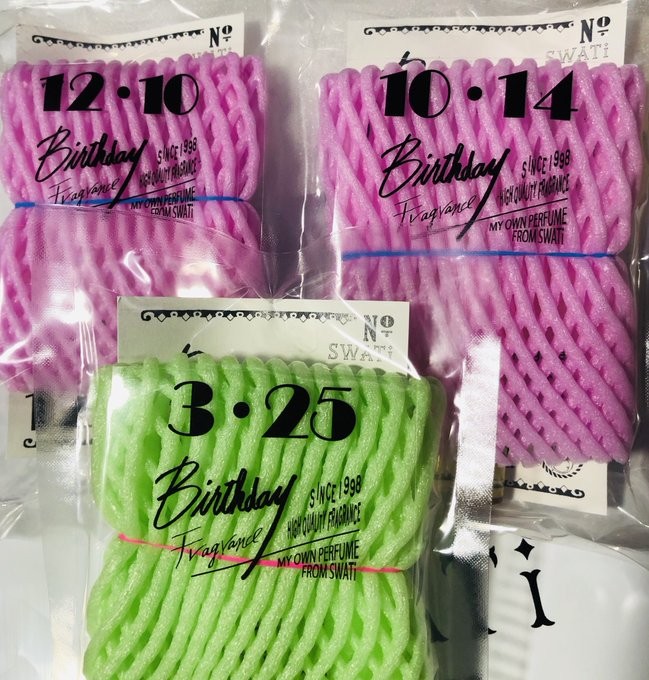 Nº
SWATi
12・10
Birthday
Fragrance
SINCE 1998
HIGH QUALITY FRAGRANCE
MY OWN PERFUME
FROM SWATi
Nº
SWATi
10・14
Birthday
Fragrance
SINCE 1998
HIGH QUALITY FRAGRANCE
MY OWN PERFUME
FROM SWATi
Nº
SWATi
3・25
Birthday
Fragrance
SINCE 1998
HIGH QUALITY FRAGRANCE
MY OWN PERFUME
FROM SWATi